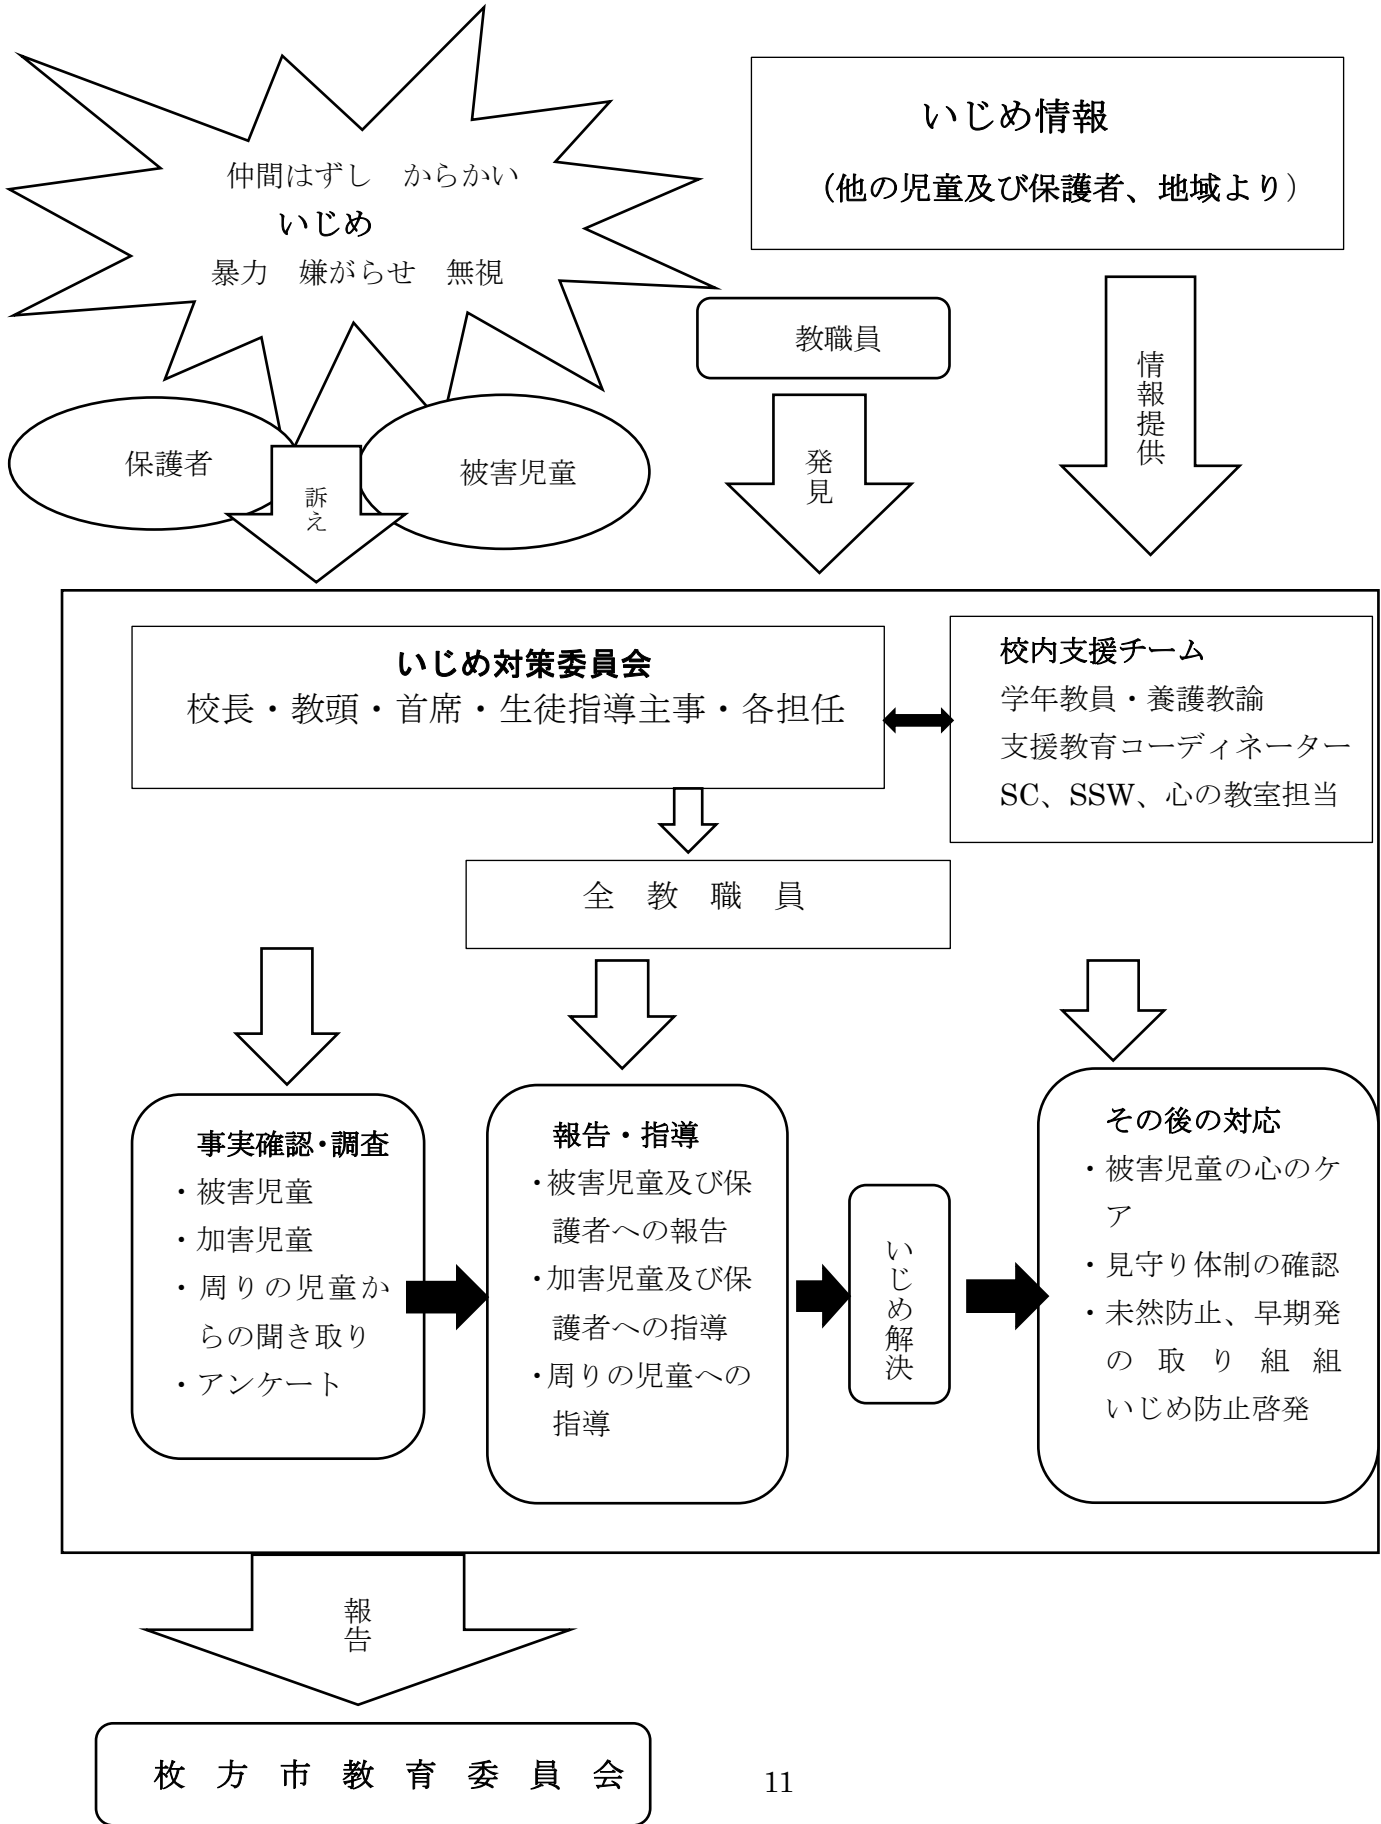 仲間はずし　からかい
いじめ
暴力　嫌がらせ　無視
いじめ情報
（他の児童及び保護者、地域より）
教職員
保護者
被害児童
訴え
発見
情報提供
いじめ対策委員会
校長・教頭・首席・生徒指導主事・各担任
校内支援チーム
学年教員・養護教諭
支援教育コーディネーター
SC、SSW、心の教室担当
全　教　職　員
事実確認・調査
・被害児童
・加害児童
・周りの児童か
らの聞き取り
・アンケート
報告・指導
・被害児童及び保
護者への報告
・加害児童及び保
護者への指導
・周りの児童への
指導
いじめ解決
その後の対応
・被害児童の心のケ
ア
・見守り体制の確認
・未然防止、早期発
の取り組組
いじめ防止啓発
報告
枚　方　市　教　育　委　員　会
11